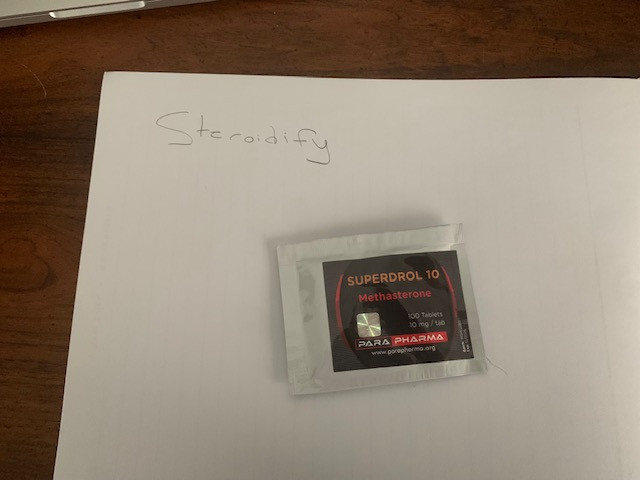 Steroidify
SUPERDROL 10
Methasterone
100 Tablets
10 mg / tab
PARA PHARMA
www.parapharma.org